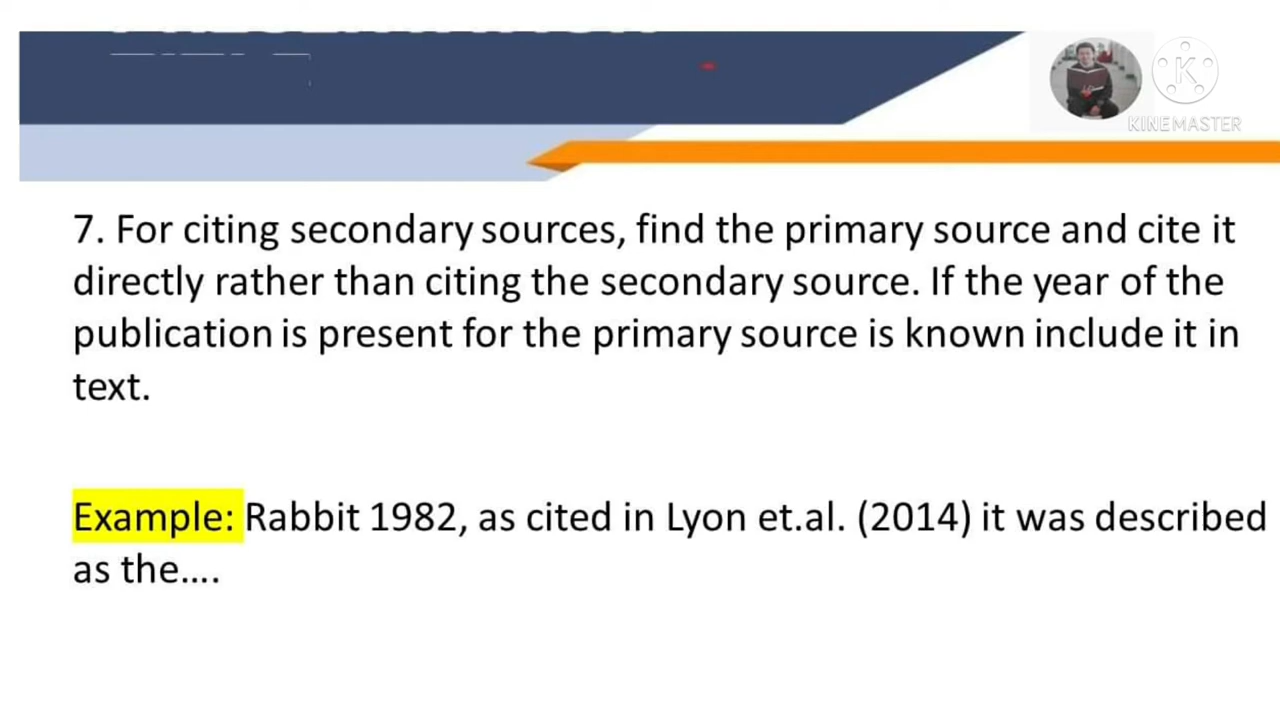 KINEMASTER
7. For citing secondary sources, find the primary source and cite it
directly rather than citing the secondary source. If the year of the
publication is present for the primary source is known include it in
text.
Example: Rabbit 1982, as cited in Lyon et.al. (2014) it was described
as the....